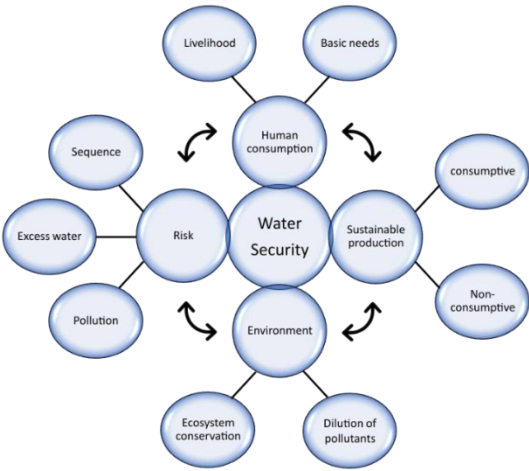 Livelihood
Basic needs
Human
consumption
Sequence
consumptive
Excess water
Risk
Water
Security
Sustainable
production
Pollution
Non-
consumptive
Environment
Ecosystem
conservation
Dilution of
pollutants